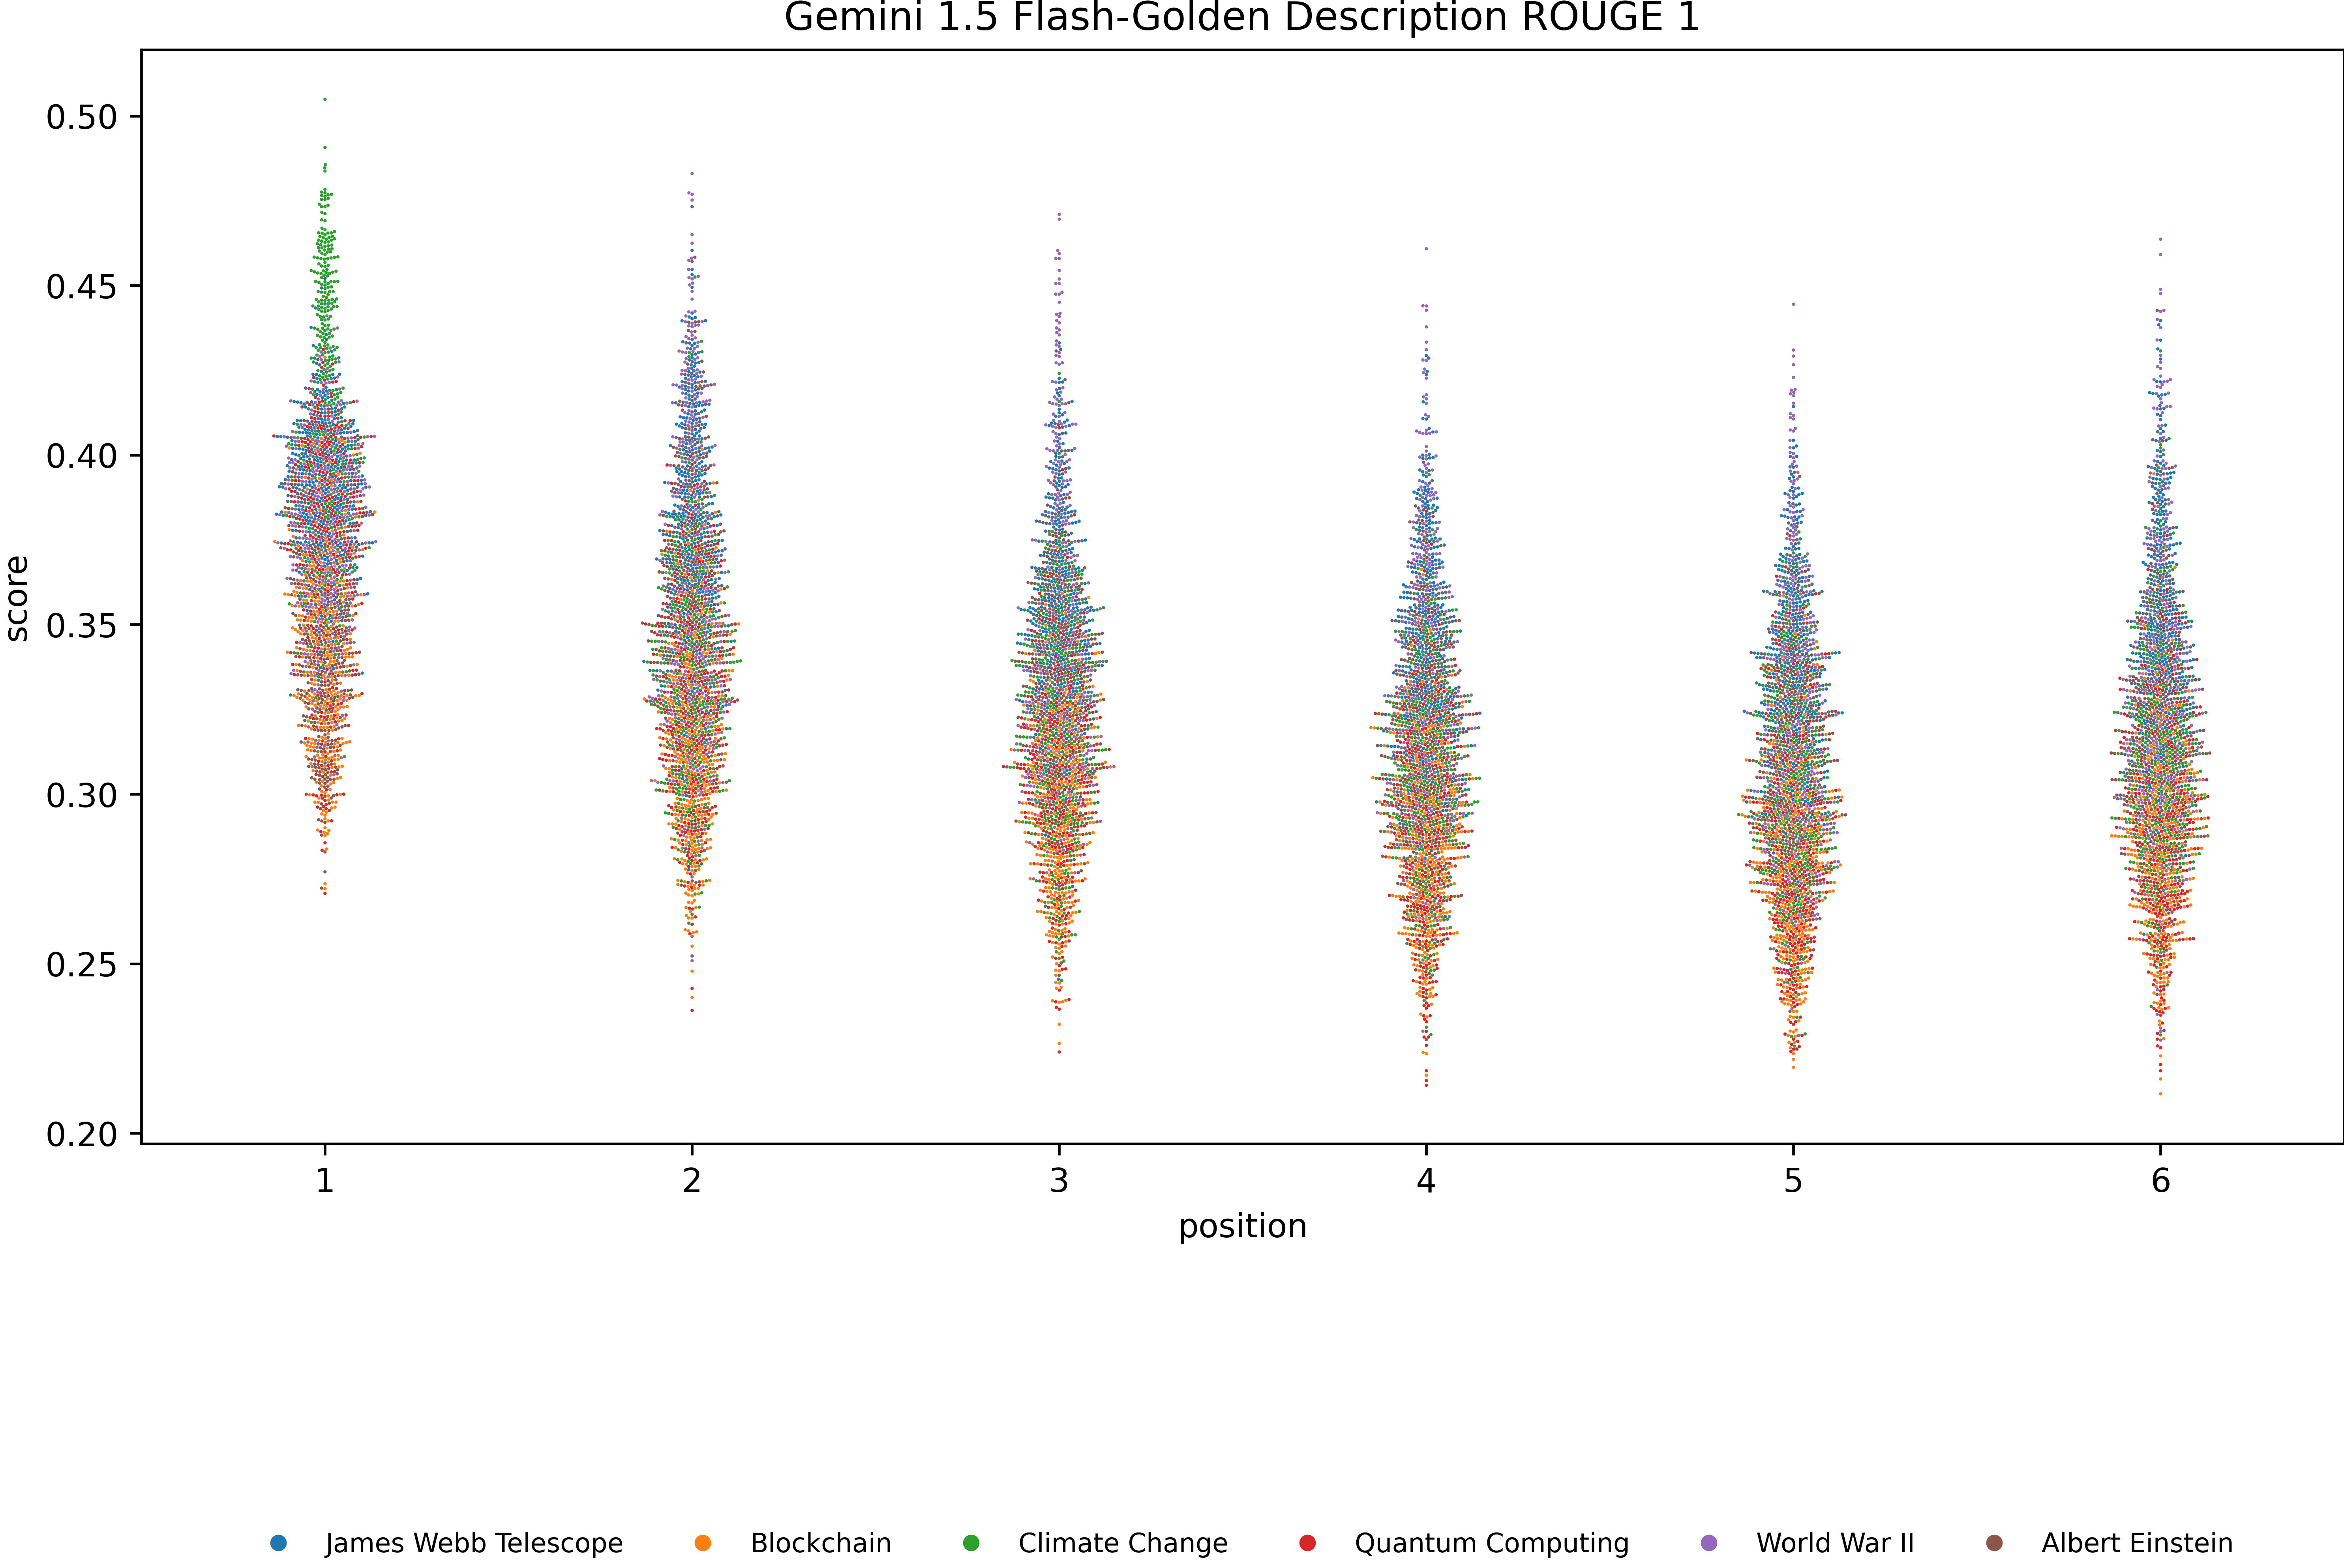 Gemini 1.5 Flash-Golden Description ROUGE 1
0.50
0.45
0.40
0.35
0.30
0.25
0.20
score
1 2 3 4 5 6
position
James Webb Telescope Blockchain Climate Change Quantum Computing World War II Albert Einstein